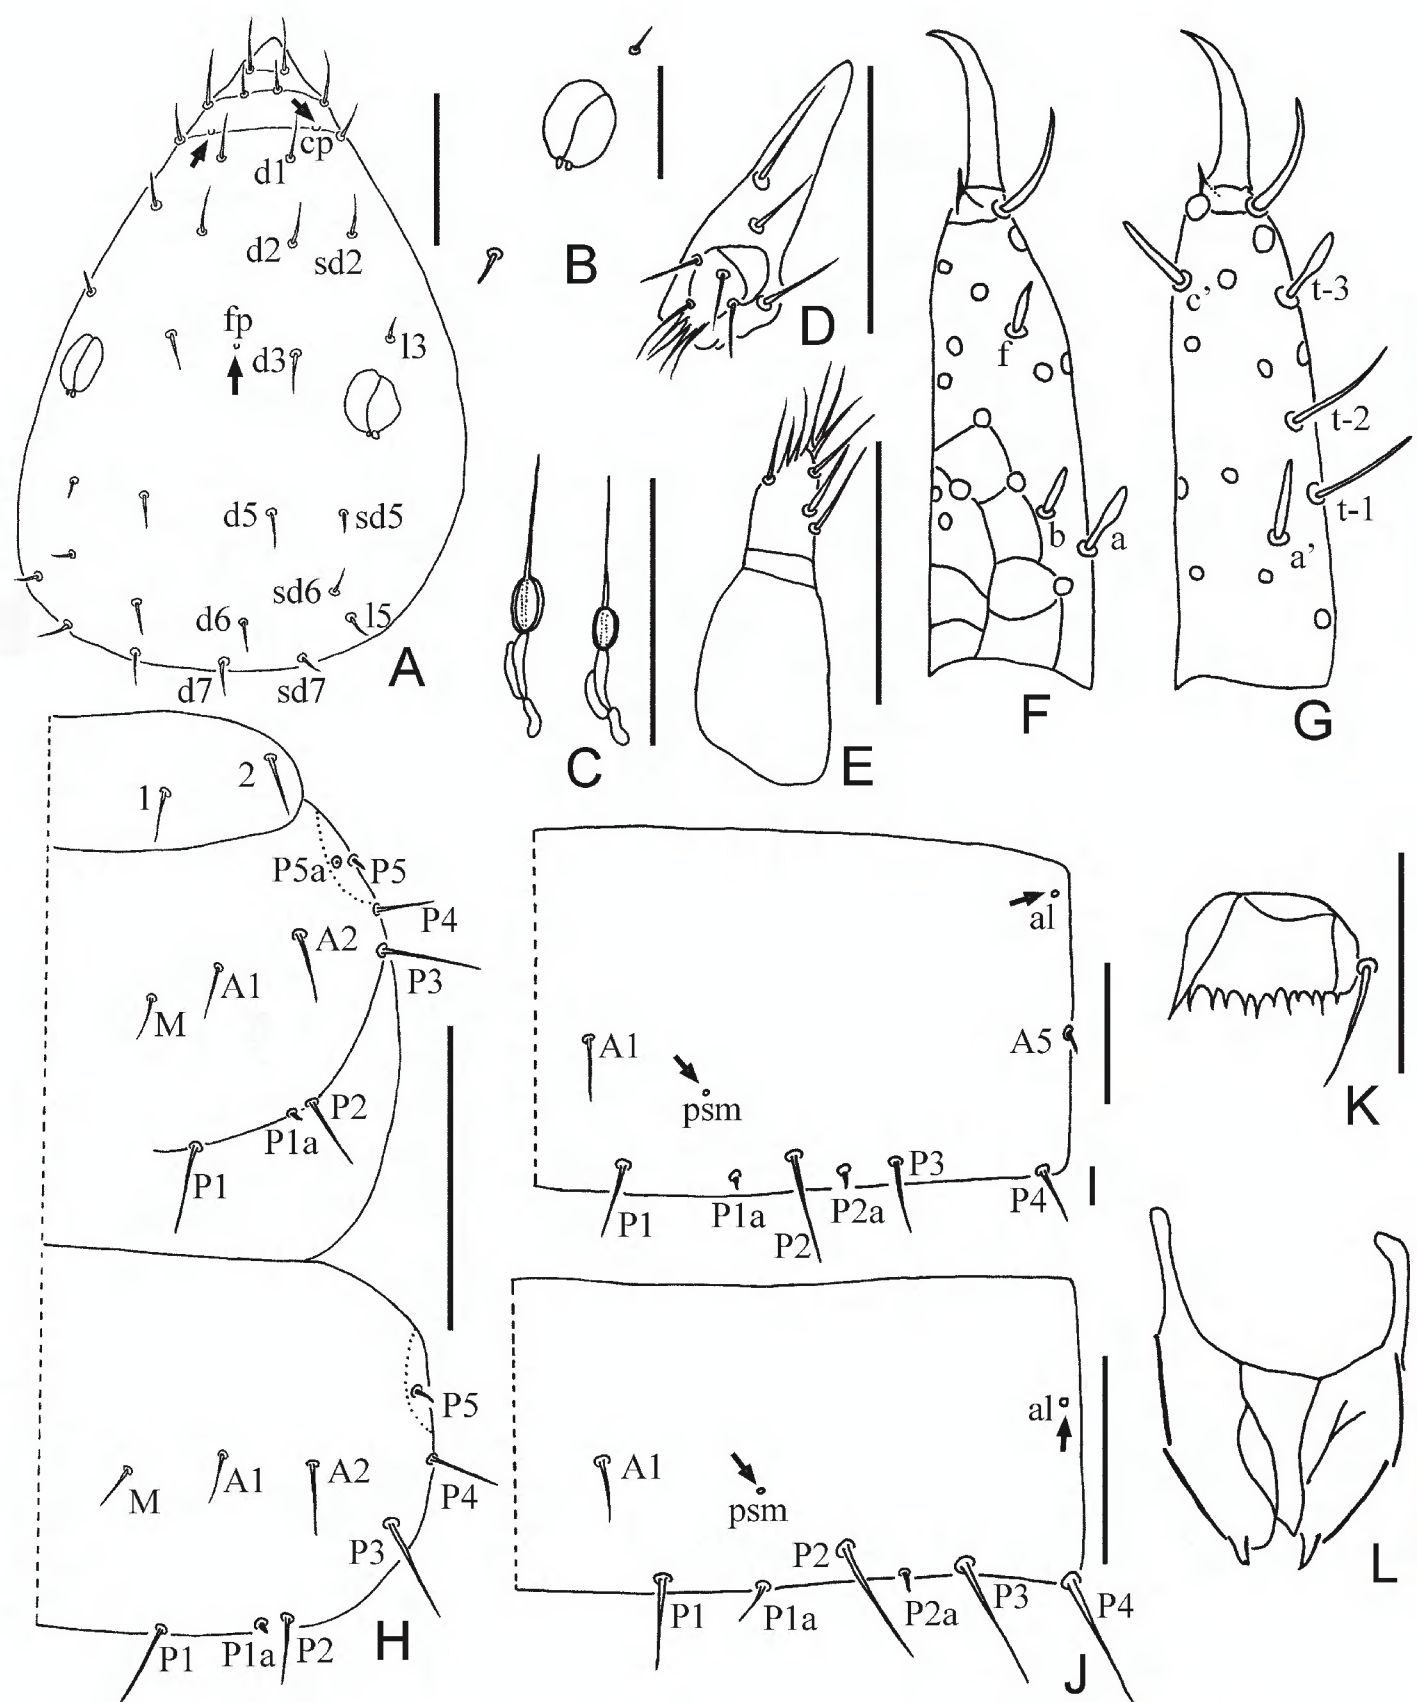 cp
d1
d2 sd2
fp
d3 l3
d5 sd5
sd6
d6 l5
d7 sd7
A
B
C
D
E
f
b a
F
c’ t-3
t-2
t-1
a’
G
1 2
P5a P5
P4
A2
P3
A1
M
P2
P1a
P1
P5
M A1 A2 P4
P3
P1 P1a P2
H
al
A1 A5
psm
P3
P1 P1a P2 P2a P4
I
al
A1
psm
P2
P1 P1a P2a P3 P4
J
K
L